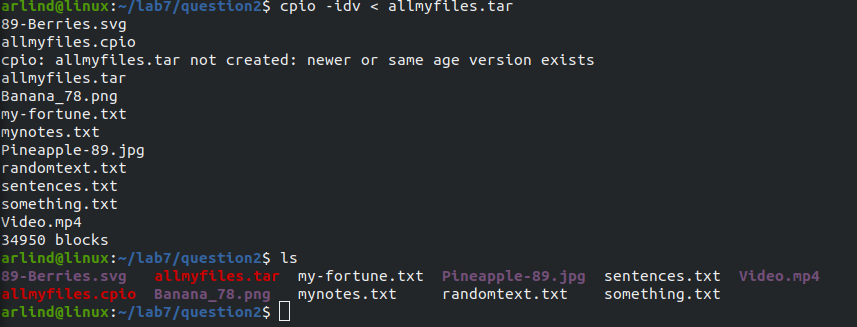 arlind@linux:~/lab7/question2$ cpio -idv < allmyfiles.tar
89-Berries.svg
allmyfiles.cpio
cpio: allmyfiles.tar not created: newer or same age version exists
allmyfiles.tar
Banana_78.png
my-fortune.txt
mynotes.txt
Pineapple-89.jpg
randomtext.txt
sentences.txt
something.txt
Video.mp4
34950 blocks
arlind@linux:~/lab7/question2$ ls
89-Berries.svg allmyfiles.tar my-fortune.txt Pineapple-89.jpg sentences.txt Video.mp4
allmyfiles.cpio Banana_78.png mynotes.txt randomtext.txt something.txt
arlind@linux:~/lab7/question2$